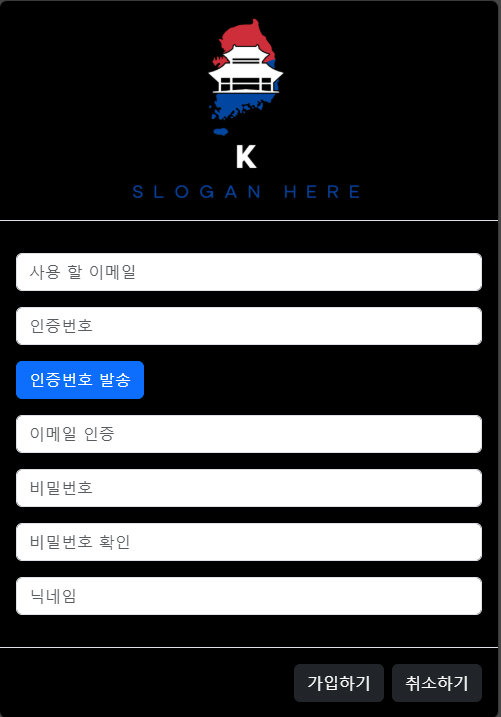 K
SLOGAN HERE
사용 할 이메일
인증번호
인증번호 발송
이메일 인증
비밀번호
비밀번호 확인
닉네임
가입하기 취소하기